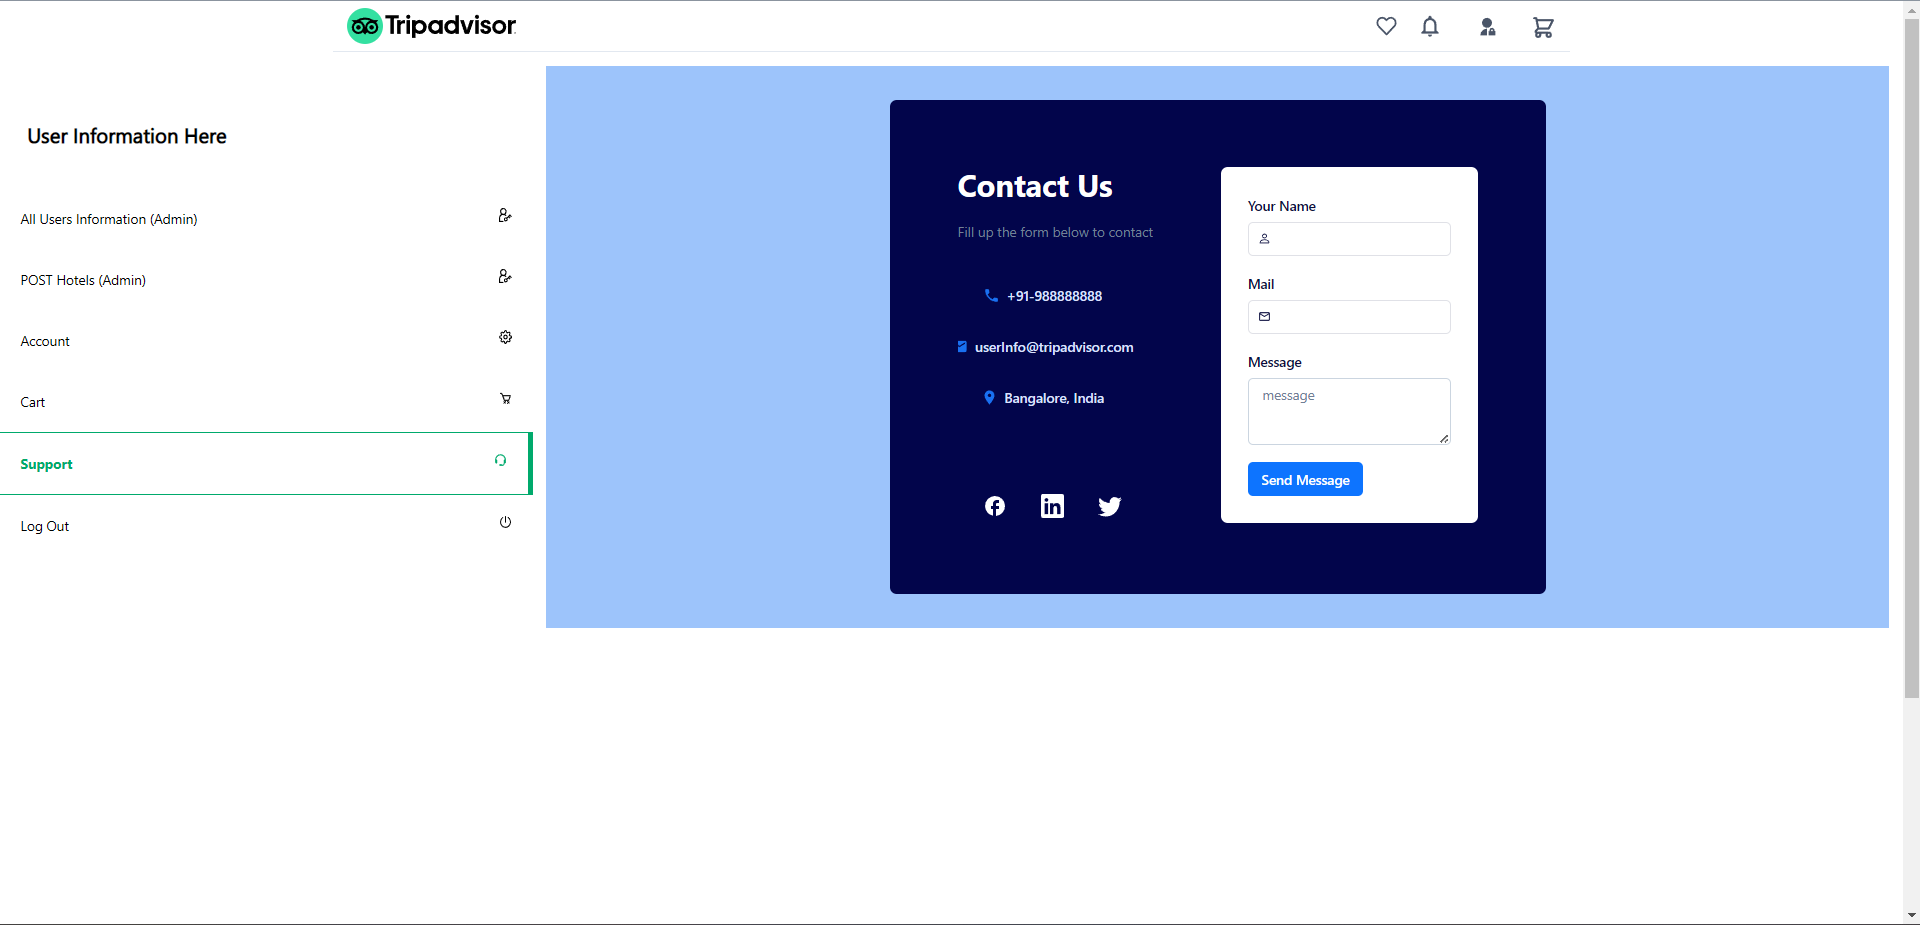 Tripadvisor
User Information Here
All Users Information (Admin)
POST Hotels (Admin)
Account
Cart
Support
Log Out
Contact Us
Fill up the form below to contact
+91-988888888
userInfo@tripadvisor.com
Bangalore, India
Your Name
Mail
Message
message
Send Message